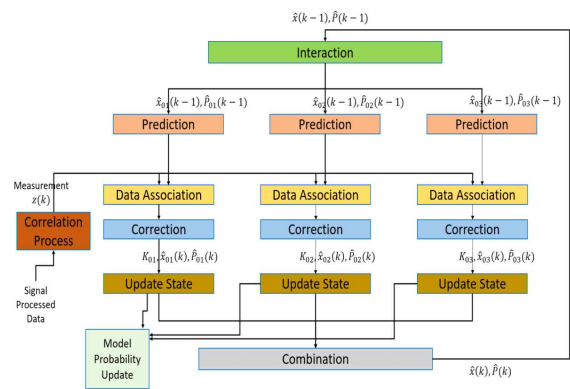 x̂(k−1), P̂(k−1)
Interaction
x̂₀₁(k−1), P̂₀₁(k−1)
x̂₀₂(k−1), P̂₀₂(k−1)
x̂₀₃(k−1), P̂₀₃(k−1)
Prediction
Prediction
Prediction
Measurement
z(k)
Data Association
Data Association
Data Association
Correlation
Process
Correction
Correction
Correction
K₀₁, x̂₀₁(k), P̂₀₁(k)
K₀₂, x̂₀₂(k), P̂₀₂(k)
K₀₃, x̂₀₃(k), P̂₀₃(k)
Update State
Update State
Update State
Signal
Processed
Data
Model
Probability
Update
Combination
x̂(k), P̂(k)